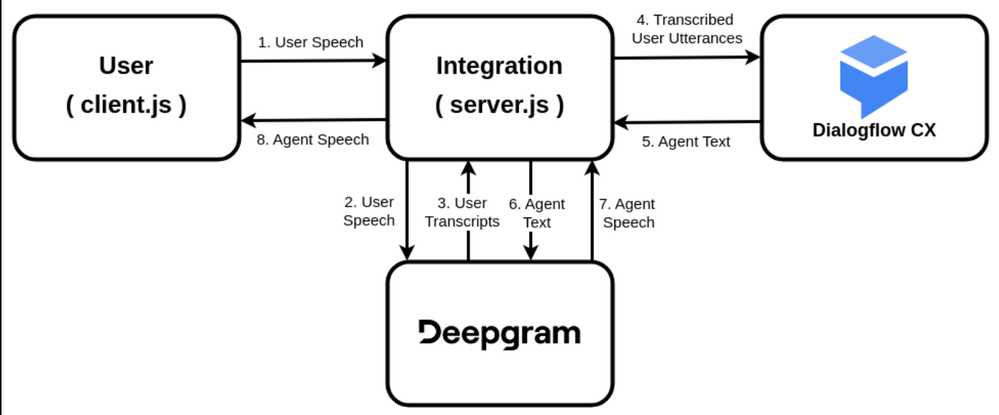 User
( client.js )
1. User Speech
8. Agent Speech
Integration
( server.js )
4. Transcribed
User Utterances
5. Agent Text
Dialogflow CX
2. User
Speech
3. User
Transcripts
6. Agent
Text
7. Agent
Speech
Deepgram